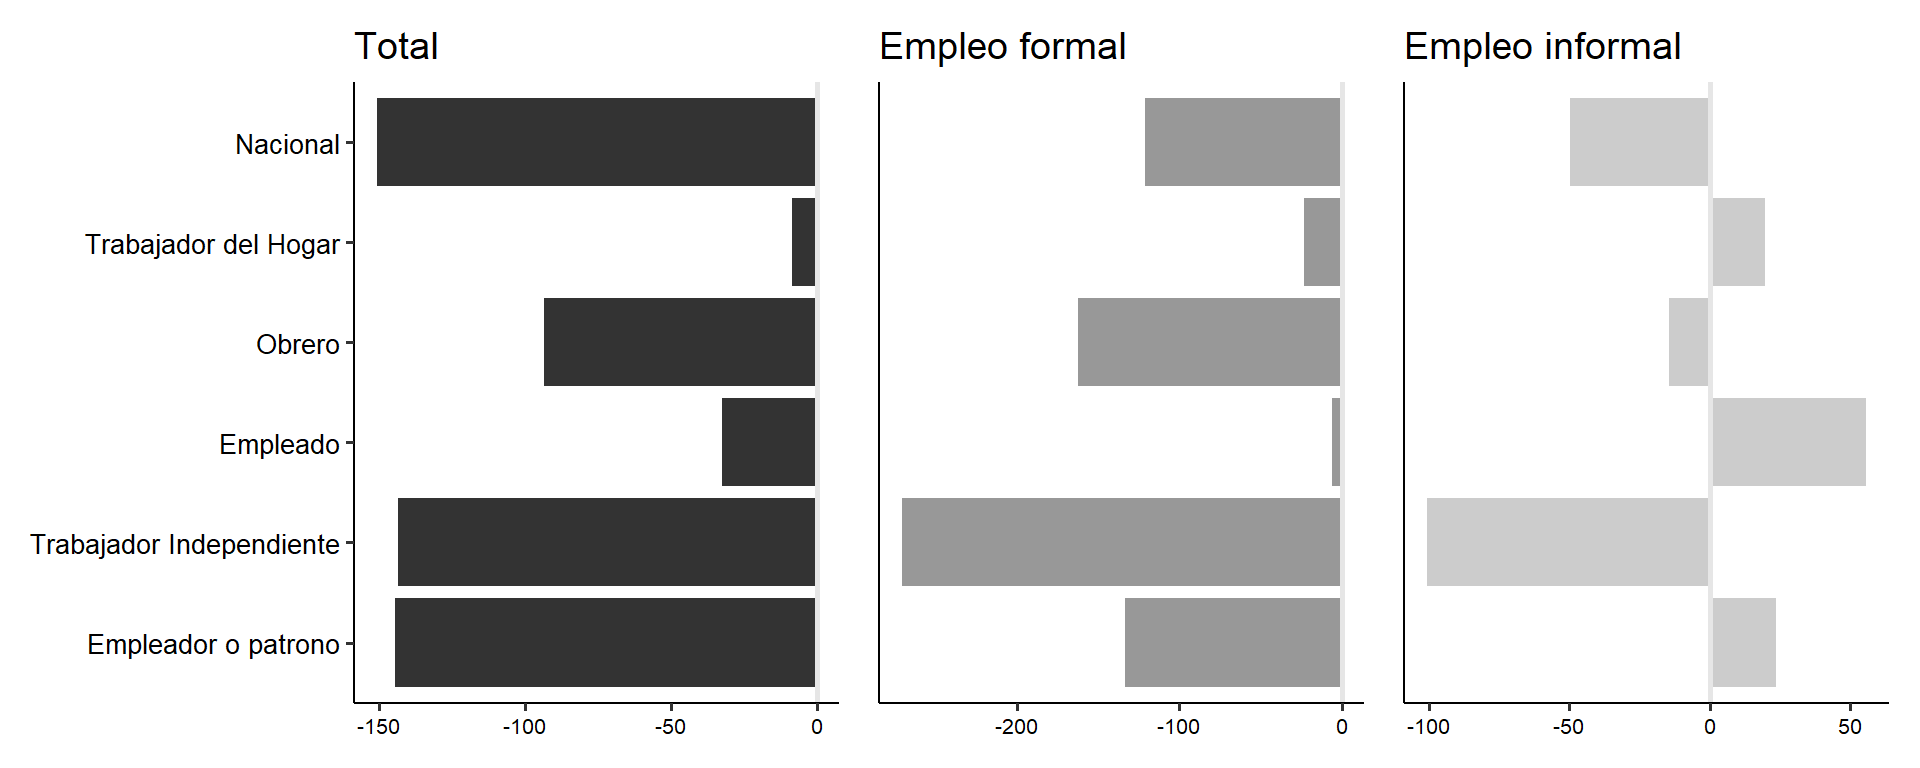 Total
Empleo formal
Empleo informal
Nacional
Trabajador del Hogar
Obrero
Empleado
Trabajador Independiente
Empleador o patrono
-150 -100 -50 0
-200 -100 0
-100 -50 0 50